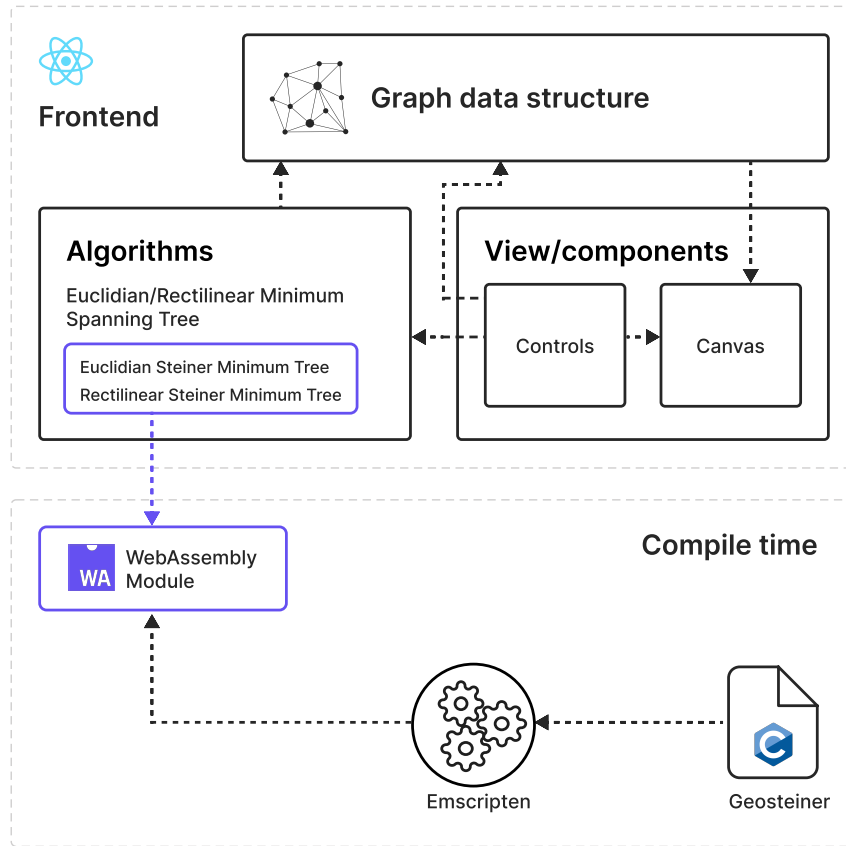 Frontend
Graph data structure
Algorithms
Euclidian/Rectilinear Minimum
Spanning Tree
Euclidian Steiner Minimum Tree
Rectilinear Steiner Minimum Tree
View/components
Controls
Canvas
Compile time
WA
WebAssembly
Module
C
Emscripten
Geosteiner